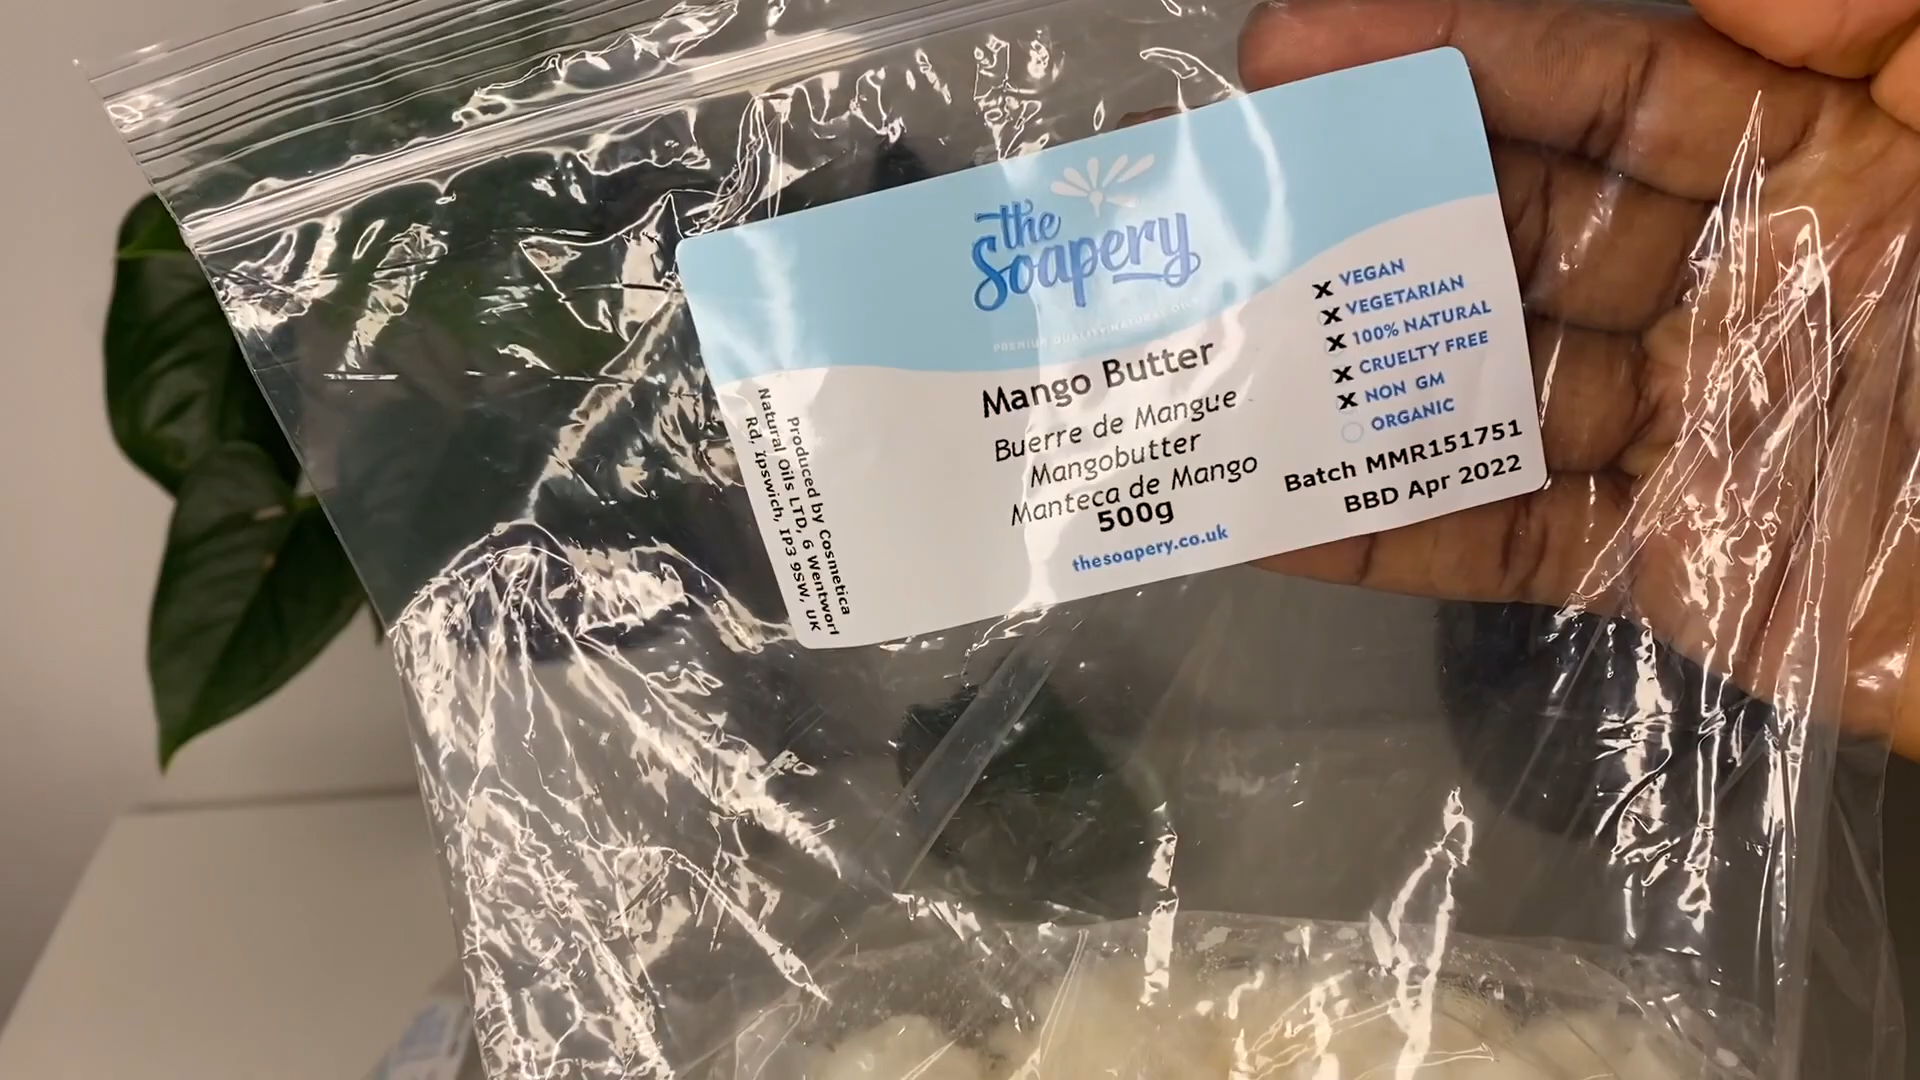 the
Soapery
PREMIUM QUALITY NATURAL OILS
Mango Butter
Buerre de Mangue
Mangobutter
Manteca de Mango
500g
thesoapery.co.uk
X VEGAN
X VEGETARIAN
X 100% NATURAL
X CRUELTY FREE
X NON GM
ORGANIC
Batch MMR151751
BBD Apr 2022
Produced by Cosmetica
Natural Oils LTD, 6 Wentwort
Rd, Ipswich, IP3 9SW, UK